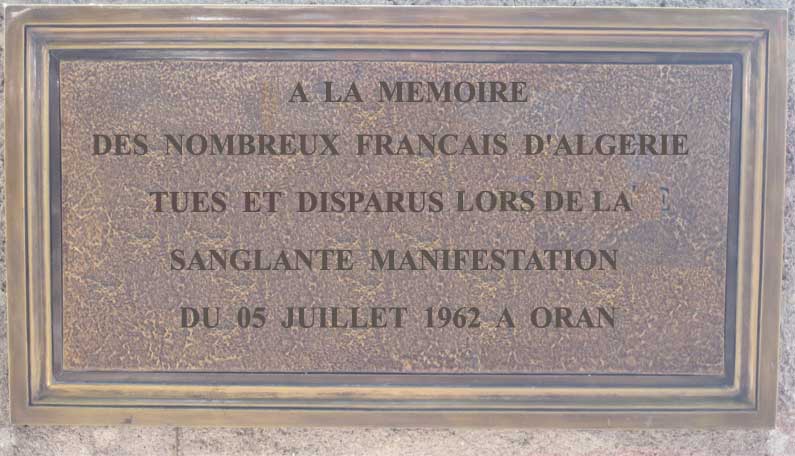 A LA MEMOIRE
DES NOMBREUX FRANCAIS D'ALGERIE
TUES ET DISPARUS LORS DE LA
SANGLANTE MANIFESTATION
DU 05 JUILLET 1962 A ORAN